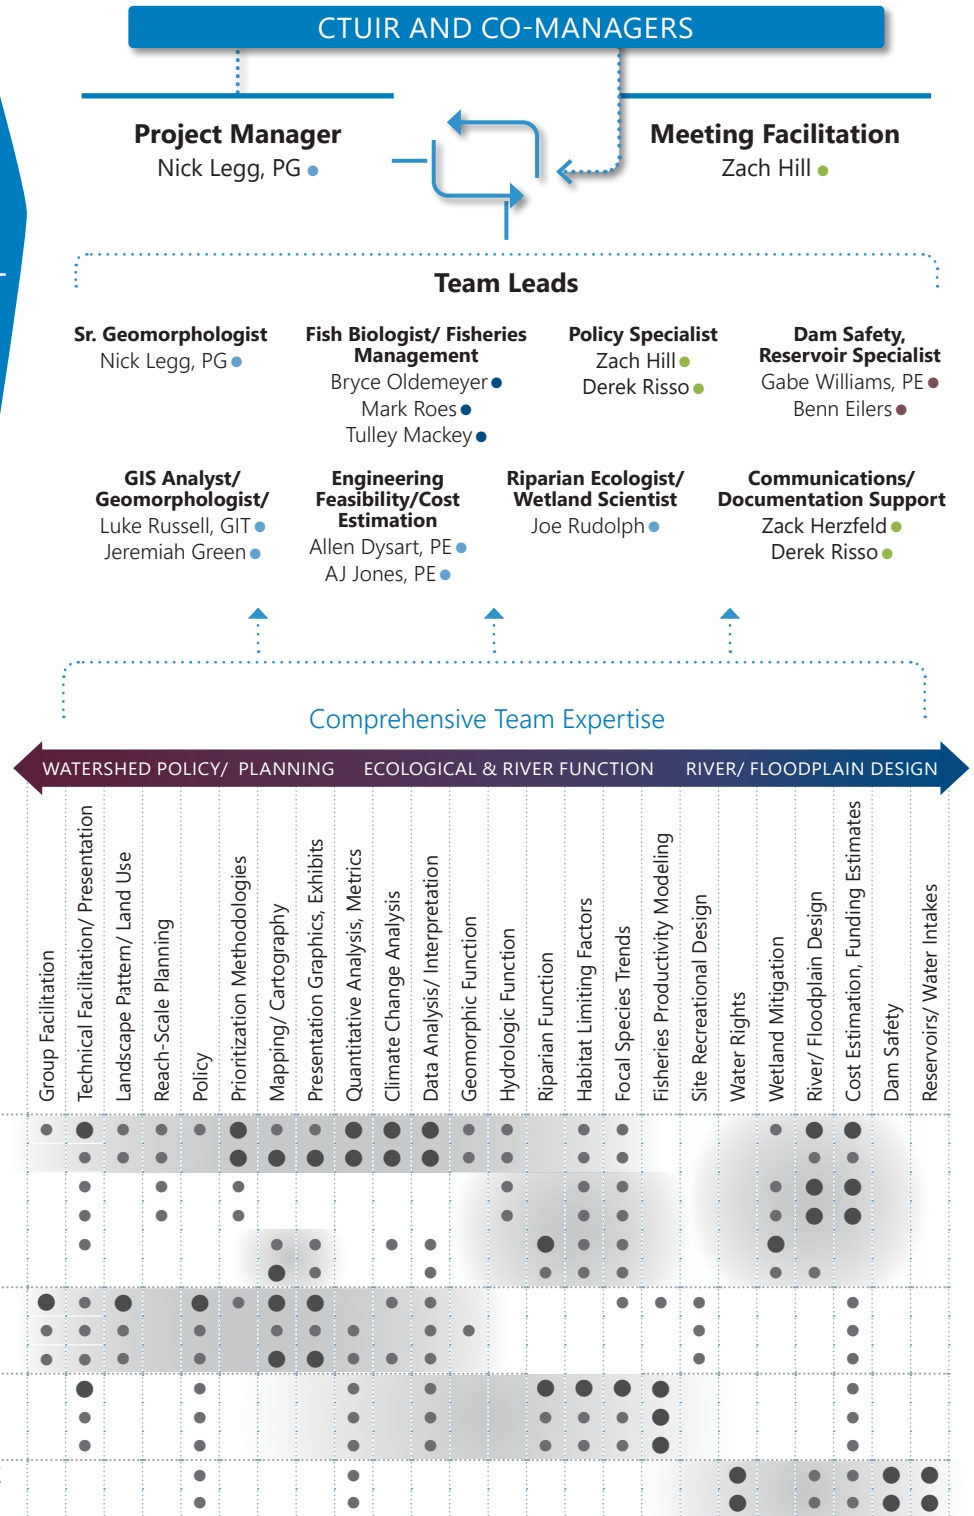 CTUIR AND CO-MANAGERS
Project Manager
Nick Legg, PG
Meeting Facilitation
Zach Hill
Team Leads
Sr. Geomorphologist
Nick Legg, PG
Fish Biologist/ Fisheries
Management
Bryce Oldemeyer
Mark Roes
Tulley Mackey
Policy Specialist
Zach Hill
Derek Risso
Dam Safety,
Reservoir Specialist
Gabe Williams, PE
Benn Eilers
GIS Analyst/
Geomorphologist/
Luke Russell, GIT
Jeremiah Green
Engineering
Feasibility/Cost
Estimation
Allen Dysart, PE
AJ Jones, PE
Riparian Ecologist/
Wetland Scientist
Joe Rudolph
Communications/
Documentation Support
Zack Herzfeld
Derek Risso
Comprehensive Team Expertise
WATERSHED POLICY/ PLANNING
ECOLOGICAL & RIVER FUNCTION
RIVER/ FLOODPLAIN DESIGN
Group Facilitation
Technical Facilitation/ Presentation
Landscape Pattern/ Land Use
Reach-Scale Planning
Policy
Prioritization Methodologies
Mapping/ Cartography
Presentation Graphics, Exhibits
Quantitative Analysis, Metrics
Climate Change Analysis
Data Analysis/ Interpretation
Geomorphic Function
Hydrologic Function
Riparian Function
Habitat Limiting Factors
Focal Species Trends
Fisheries Productivity Modeling
Site Recreational Design
Water Rights
Wetland Mitigation
River/ Floodplain Design
Cost Estimation, Funding Estimates
Dam Safety
Reservoirs/ Water Intakes